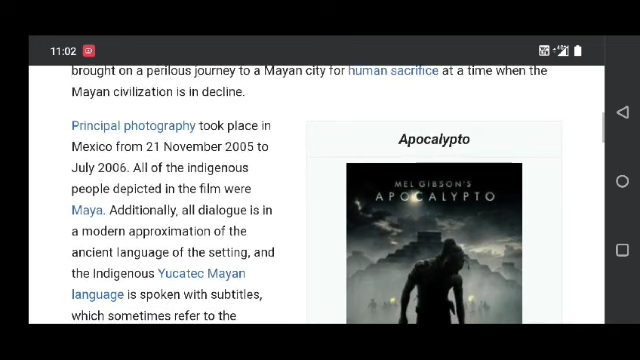 11:02
brought on a perilous journey to a Mayan city for human sacrifice at a time when the
Mayan civilization is in decline.
Principal photography took place in
Mexico from 21 November 2005 to
July 2006. All of the indigenous
people depicted in the film were
Maya. Additionally, all dialogue is in
a modern approximation of the
ancient language of the setting, and
the Indigenous Yucatec Mayan
language is spoken with subtitles,
which sometimes refer to the
Apocalypto
MEL GIBSON'S
APOCALYPTO